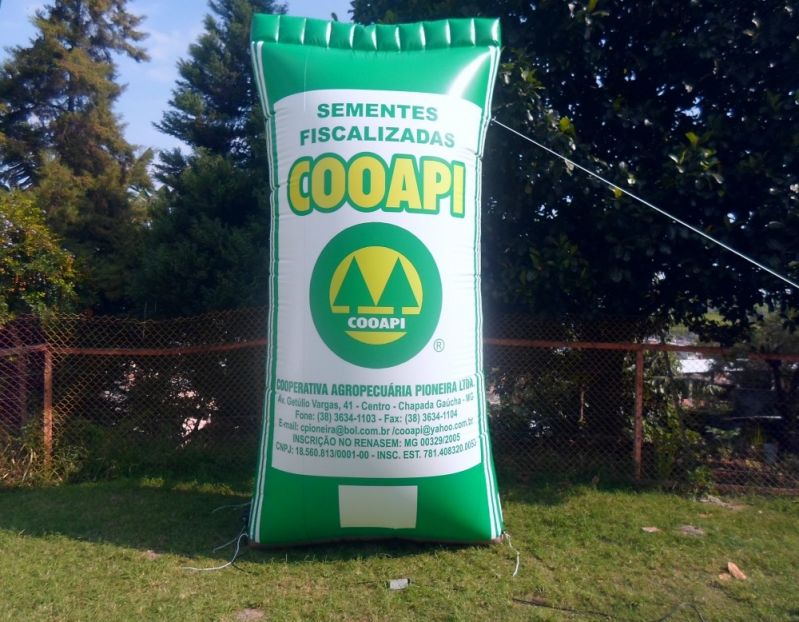 SEMENTES
FISCALIZADAS
COOAPI
COOAPI
®
COOPERATIVA AGROPECUÁRIA PIONEIRA LTDA.
Av. Getúlio Vargas, 41 - Centro - Chapada Gaúcha - MG
Fone: (38) 3634-1103 - Fax: (38) 3634-1104
E-mail: cpioneira@bol.com.br /cooapi@yahoo.com.br
INSCRIÇÃO NO RENASEM: MG 00329/2005
CNPJ: 18.560.813/0001-00 - INSC. EST. 781.408320.0053